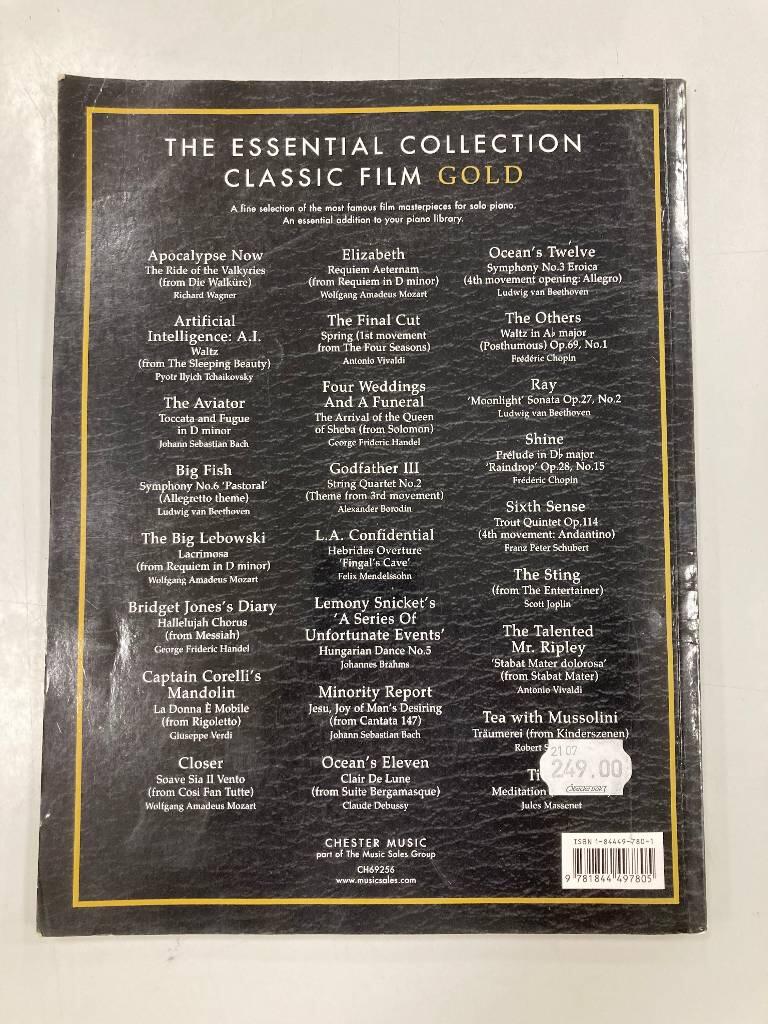 THE ESSENTIAL COLLECTION
CLASSIC FILM GOLD
A fine selection of the most famous film masterpieces for solo piano.
An essential addition to your piano library.
Apocalypse Now
The Ride of the Valkyries
(from Die Walküre)
Richard Wagner
Artificial
Intelligence: A.I.
Waltz
(from The Sleeping Beauty)
Pyotr Ilyich Tchaikovsky
The Aviator
Toccata and Fugue
in D minor
Johann Sebastian Bach
Big Fish
Symphony No.6 'Pastoral'
(Allegretto theme)
Ludwig van Beethoven
The Big Lebowski
Lacrimosa
(from Requiem in D minor)
Wolfgang Amadeus Mozart
Bridget Jones's Diary
Hallelujah Chorus
(from Messiah)
George Frideric Handel
Captain Corelli's
Mandolin
La Donna È Mobile
(from Rigoletto)
Giuseppe Verdi
Closer
Soave Sia Il Vento
(from Cosi Fan Tutte)
Wolfgang Amadeus Mozart
Elizabeth
Requiem Aeternam
(from Requiem in D minor)
Wolfgang Amadeus Mozart
The Final Cut
Spring (1st movement
from The Four Seasons)
Antonio Vivaldi
Four Weddings
And A Funeral
The Arrival of the Queen
of Sheba (from Solomon)
George Frideric Handel
Godfather III
String Quartet No.2
(Theme from 3rd movement)
Alexander Borodin
L.A. Confidential
Hebrides Overture
'Fingal's Cave'
Felix Mendelssohn
Lemony Snicket's
'A Series Of
Unfortunate Events'
Hungarian Dance No.5
Johannes Brahms
Minority Report
Jesu, Joy of Man's Desiring
(from Cantata 147)
Johann Sebastian Bach
Ocean's Eleven
Clair De Lune
(from Suite Bergamasque)
Claude Debussy
Ocean's Twelve
Symphony No.3 Eroica
(4th movement opening: Allegro)
Ludwig van Beethoven
The Others
Waltz in A♭ major
(Posthumous) Op.69, No.1
Frédéric Chopin
Ray
'Moonlight' Sonata Op.27, No.2
Ludwig van Beethoven
Shine
Prélude in D♭ major
'Raindrop' Op.28, No.15
Frédéric Chopin
Sixth Sense
Trout Quintet Op.114
(4th movement: Andantino)
Franz Peter Schubert
The Sting
(from The Entertainer)
Scott Joplin
The Talented
Mr. Ripley
'Stabat Mater dolorosa'
(from Stabat Mater)
Antonio Vivaldi
Tea with Mussolini
Träumerei (from Kinderszenen)
Robert
21 07
249.00
Meditation
Jules Massenet
CHESTER MUSIC
part of The Music Sales Group
CH69256
www.musicsales.com
ISBN 1-84449-780-1
9 781844 497805